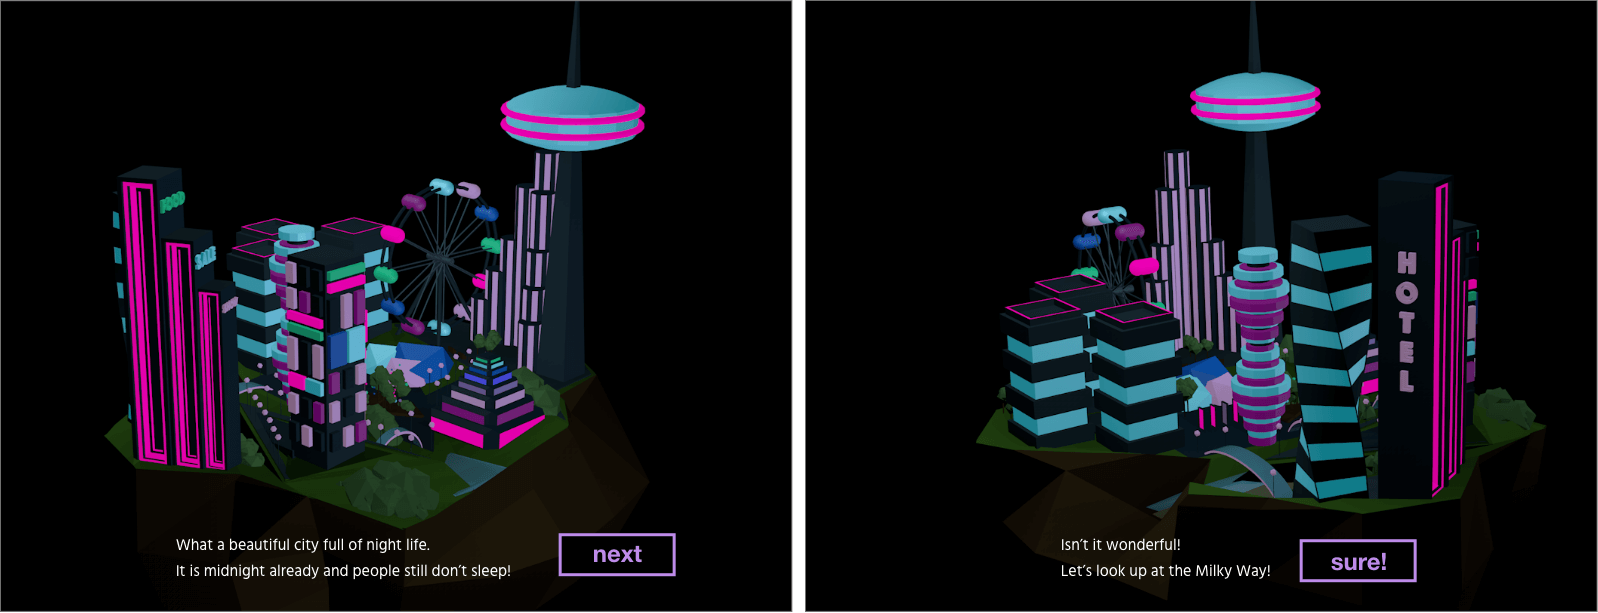 What a beautiful city full of night life.
It is midnight already and people still don't sleep!
next
HOTEL
Isn't it wonderful!
Let's look up at the Milky Way!
sure!